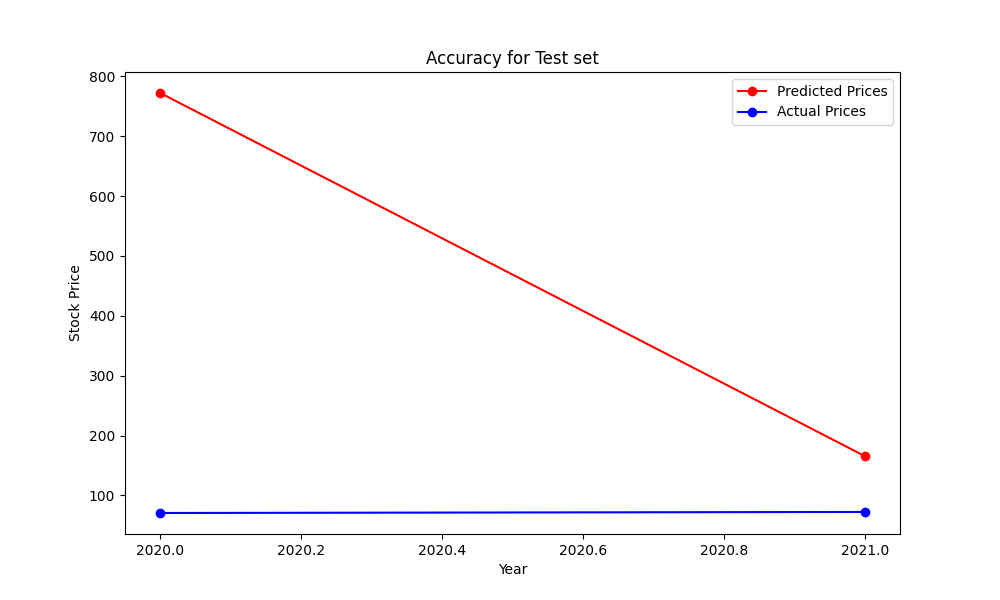 Accuracy for Test set
Predicted Prices
Actual Prices
800
700
600
500
400
300
200
100
Stock Price
2020.0 2020.2 2020.4 2020.6 2020.8 2021.0
Year